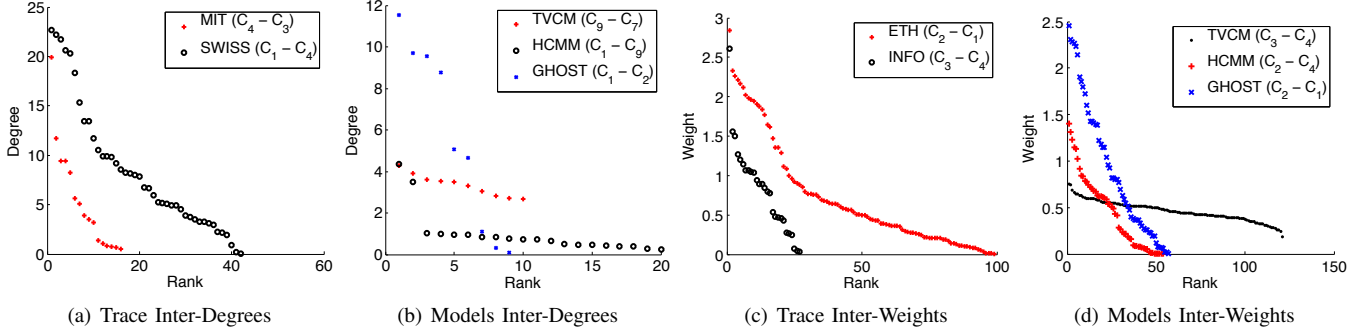 25
20
15
10
5
0
Degree
0
20
40
60
Rank
MIT (C4 − C3)
SWISS (C1 − C4)
(a) Trace Inter-Degrees
12
10
8
6
4
2
0
Degree
0
5
10
15
20
Rank
TVCM (C9 − C7)
HCMM (C1 − C9)
GHOST (C1 − C2)
(b) Models Inter-Degrees
3
2.5
2
1.5
1
0.5
0
Weight
0
20
40
60
80
100
Rank
ETH (C2 − C1)
INFO (C3 − C4)
(c) Trace Inter-Weights
2.5
2
1.5
1
0.5
0
Weight
0
50
100
150
Rank
TVCM (C3 − C4)
HCMM (C2 − C4)
GHOST (C2 − C1)
(d) Models Inter-Weights